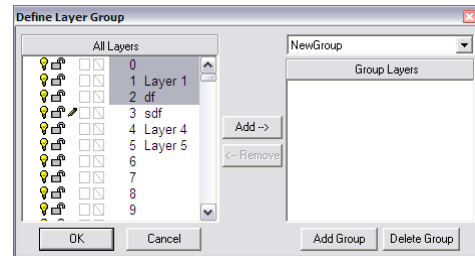 Define Layer Group
All Layers
0
1 Layer 1
2 df
3 sdf
4 Layer 4
5 Layer 5
6
7
8
9
Add -->
<-- Remove
NewGroup
Group Layers
OK
Cancel
Add Group
Delete Group